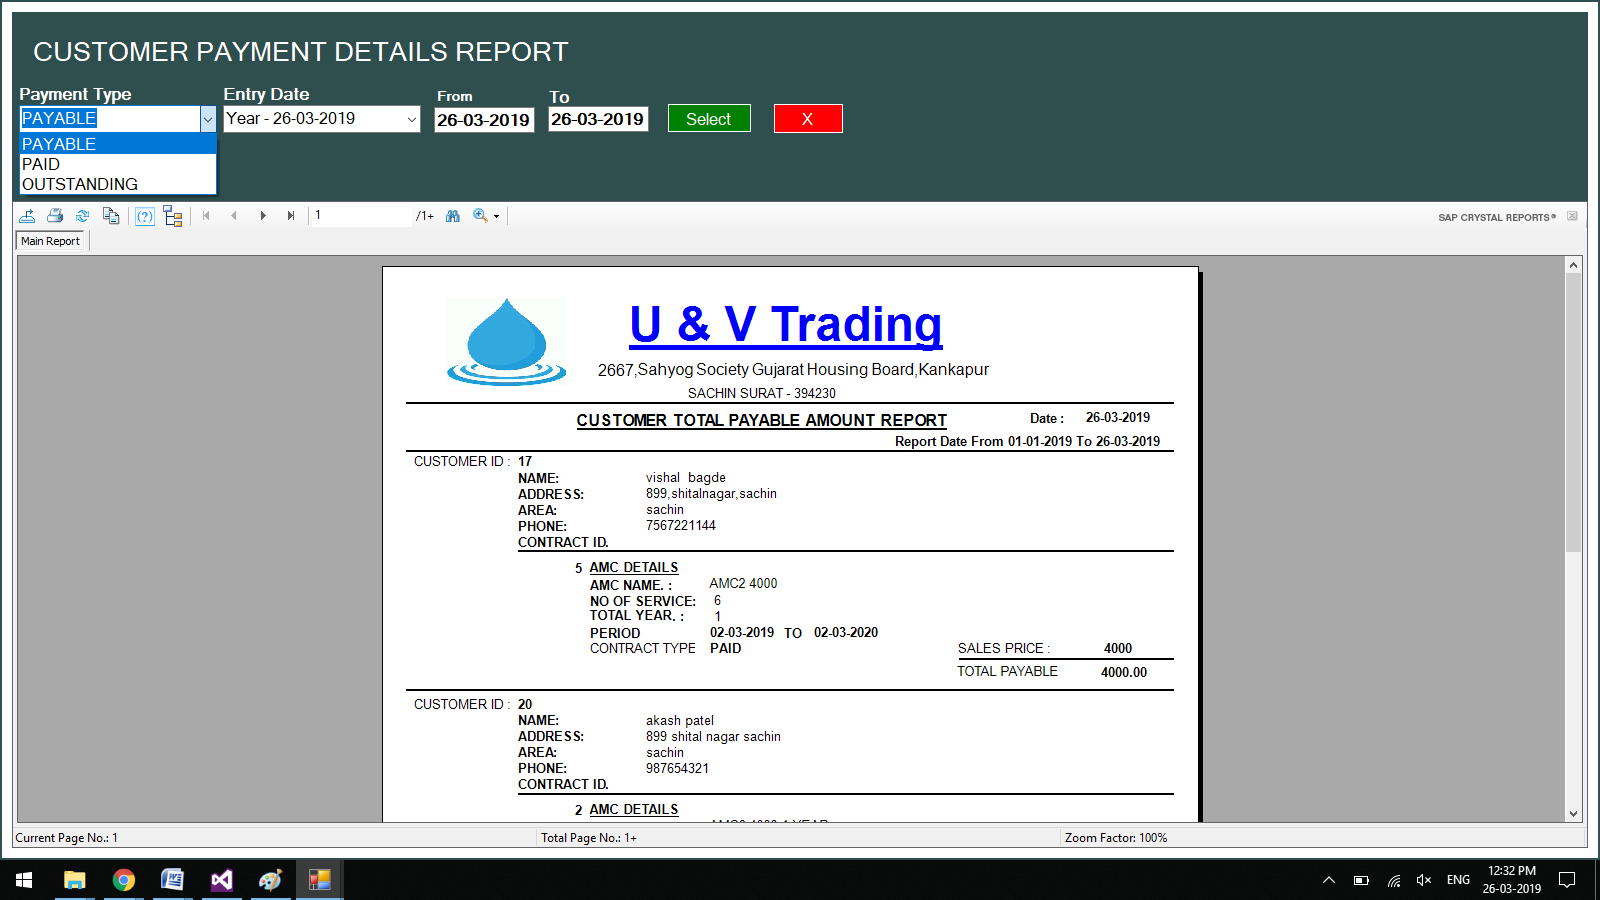 CUSTOMER PAYMENT DETAILS REPORT
Payment Type Entry Date From To
PAYABLE Year - 26-03-2019 26-03-2019 26-03-2019 Select X
PAYABLE
PAID
OUTSTANDING
1 /1+ SAP CRYSTAL REPORTS®
Main Report
U & V Trading
2667,Sahyog Society Gujarat Housing Board,Kankapur
SACHIN SURAT - 394230
CUSTOMER TOTAL PAYABLE AMOUNT REPORT Date : 26-03-2019
Report Date From 01-01-2019 To 26-03-2019
CUSTOMER ID : 17
NAME: vishal bagde
ADDRESS: 899,shitalnagar,sachin
AREA: sachin
PHONE: 7567221144
CONTRACT ID.
5 AMC DETAILS
AMC NAME. : AMC2 4000
NO OF SERVICE: 6
TOTAL YEAR. : 1
PERIOD 02-03-2019 TO 02-03-2020
CONTRACT TYPE PAID SALES PRICE : 4000
TOTAL PAYABLE 4000.00
CUSTOMER ID : 20
NAME: akash patel
ADDRESS: 899 shital nagar sachin
AREA: sachin
PHONE: 987654321
CONTRACT ID.
2 AMC DETAILS
Current Page No.: 1 Total Page No.: 1+ Zoom Factor: 100%
ENG 12:32 PM
26-03-2019